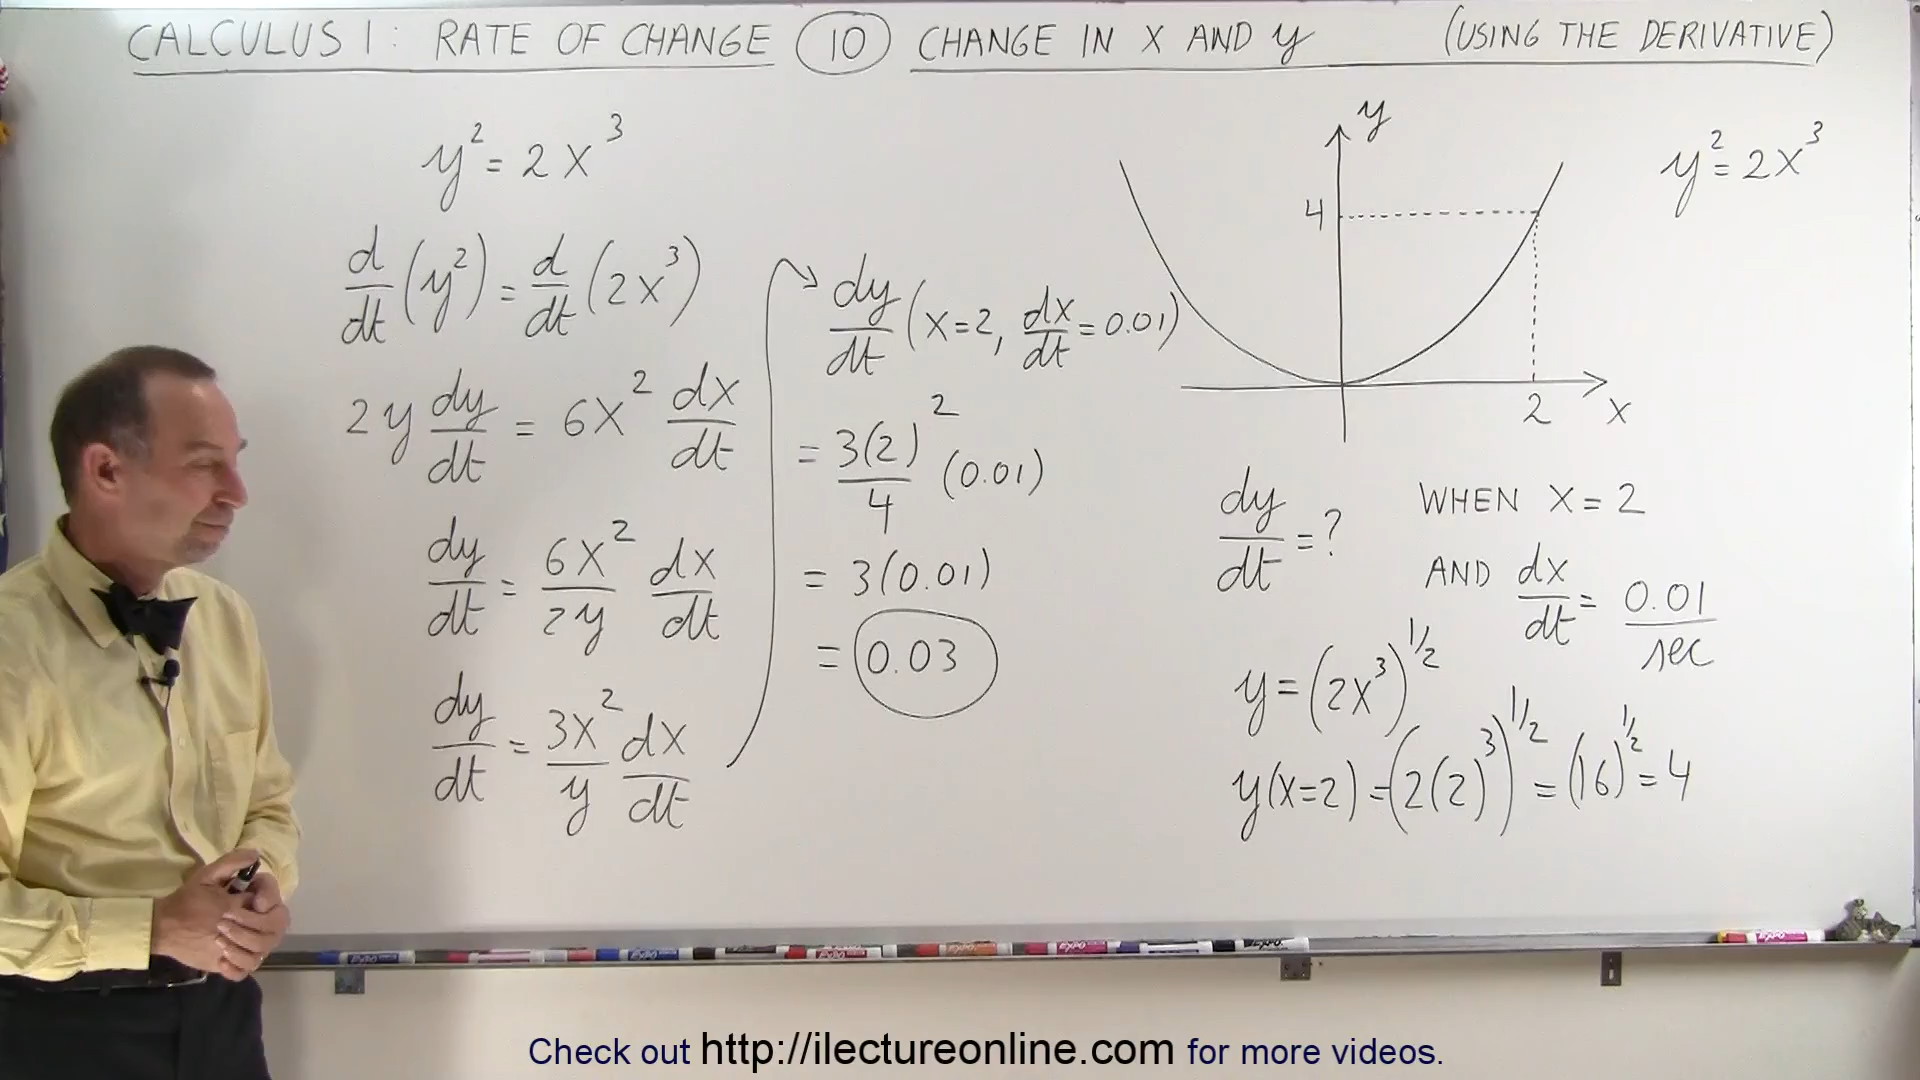 CALCULUS 1: RATE OF CHANGE 10 CHANGE IN X AND y (USING THE DERIVATIVE)
y² = 2x³
d/dt (y²) = d/dt (2x³)
2y dy/dt = 6x² dx/dt
dy/dt = 6x²/2y dx/dt
dy/dt = 3x²/y dx/dt
dy/dt (x=2, dx/dt = 0.01)
= 3(2)²/4 (0.01)
= 3(0.01)
= 0.03
y
4
2
x
y² = 2x³
dy/dt = ? WHEN X = 2
AND dx/dt = 0.01/sec
y = (2x³)^1/2
y(x=2) = (2(2)³)^1/2 = (16)^1/2 = 4
Check out http://ilectureonline.com for more videos.